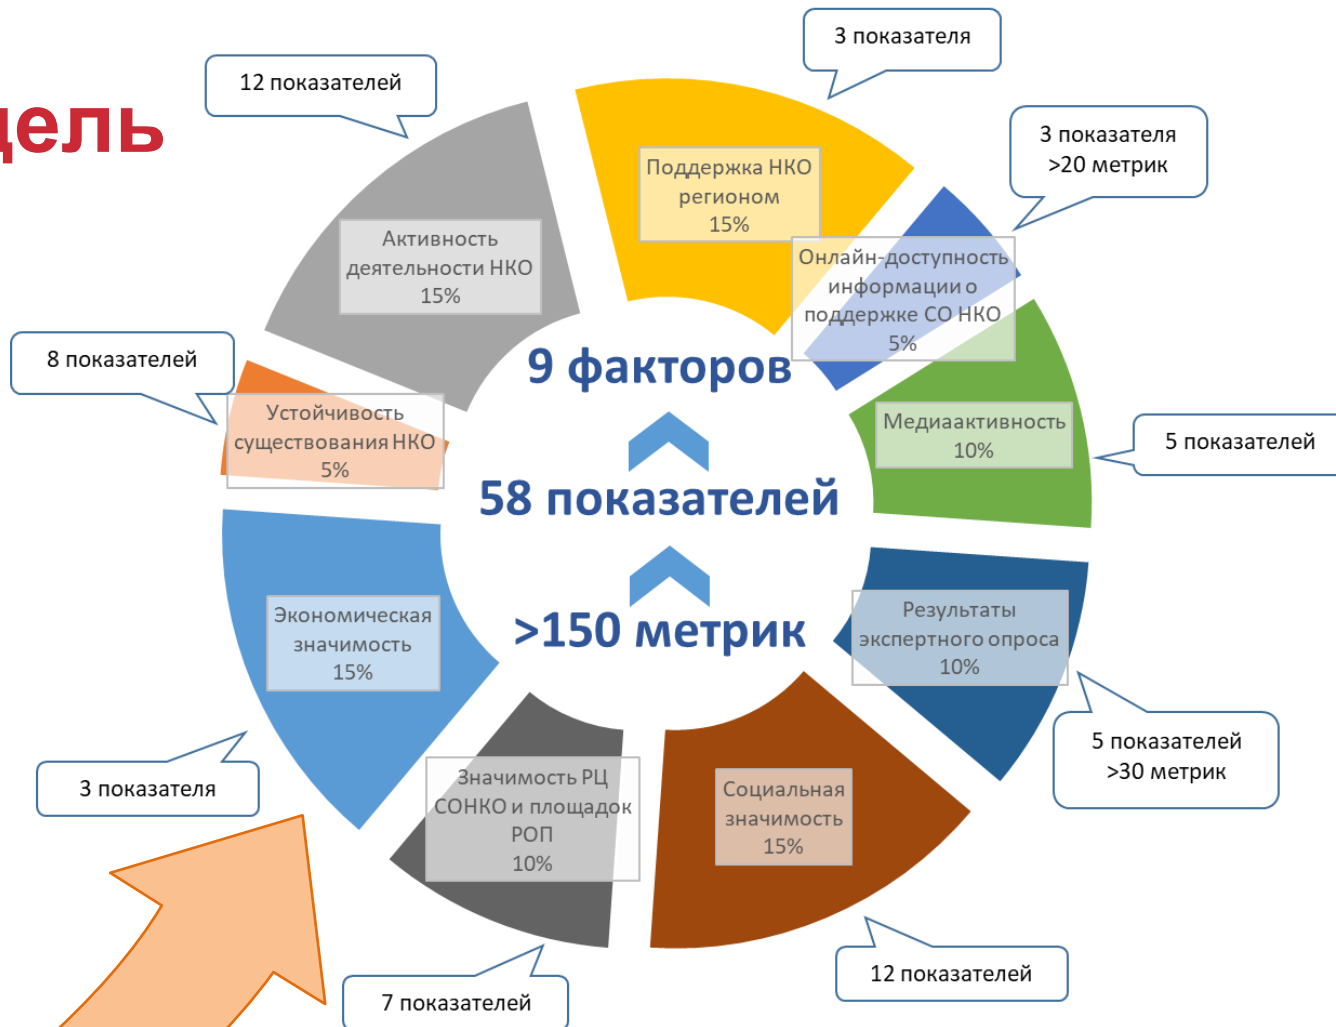 дель
12 показателей
3 показателя
3 показателя
>20 метрик
Поддержка НКО
регионом
15%
Активность
деятельности НКО
15%
Онлайн-доступность
информации о
поддержке СО НКО
5%
8 показателей
9 факторов
Устойчивость
существования НКО
5%
Медиаактивность
10%
5 показателей
58 показателей
Экономическая
значимость
15%
>150 метрик
Результаты
экспертного опроса
10%
5 показателей
>30 метрик
3 показателя
Значимость РЦ
СОНКО и площадок
РОП
10%
Социальная
значимость
15%
12 показателей
7 показателей